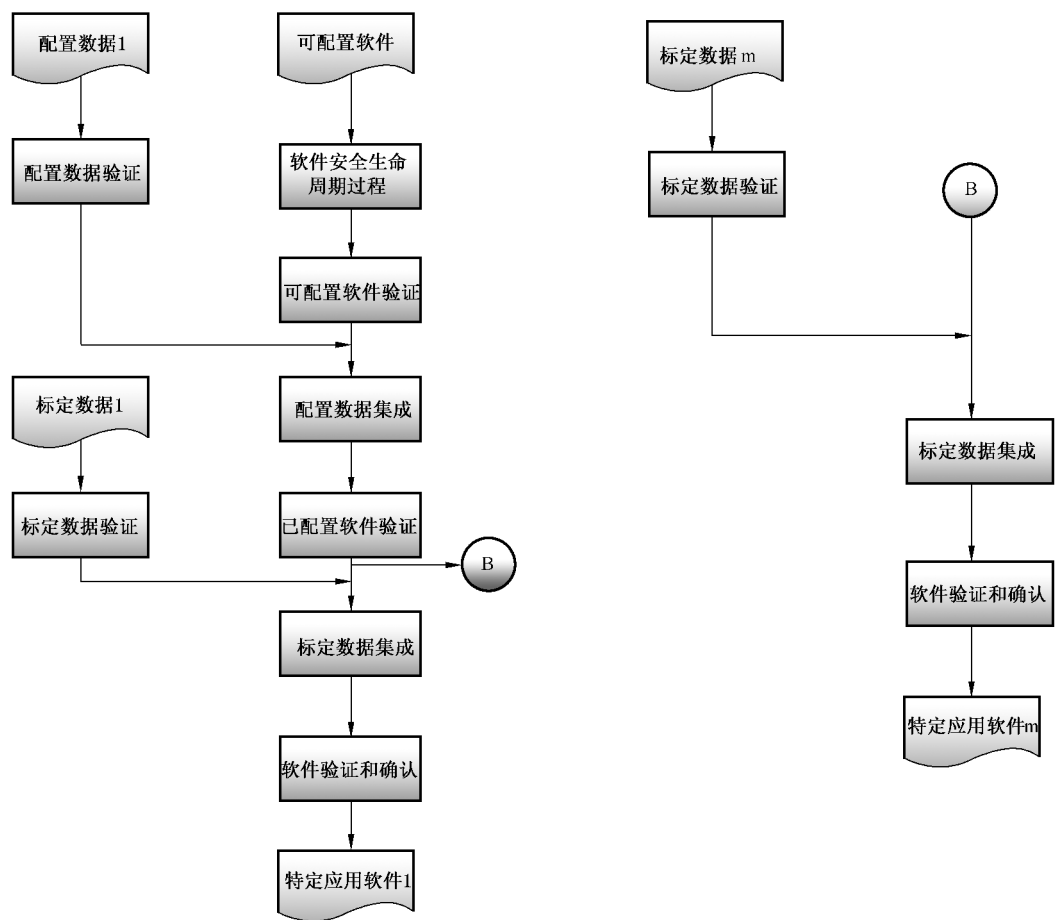 配置数据1
可配置软件
配置数据验证
软件安全生命
周期过程
可配置软件验证
标定数据1
配置数据集成
标定数据验证
已配置软件验证
B
标定数据集成
软件验证和确认
特定应用软件1
标定数据m
标定数据验证
B
标定数据集成
软件验证和确认
特定应用软件m